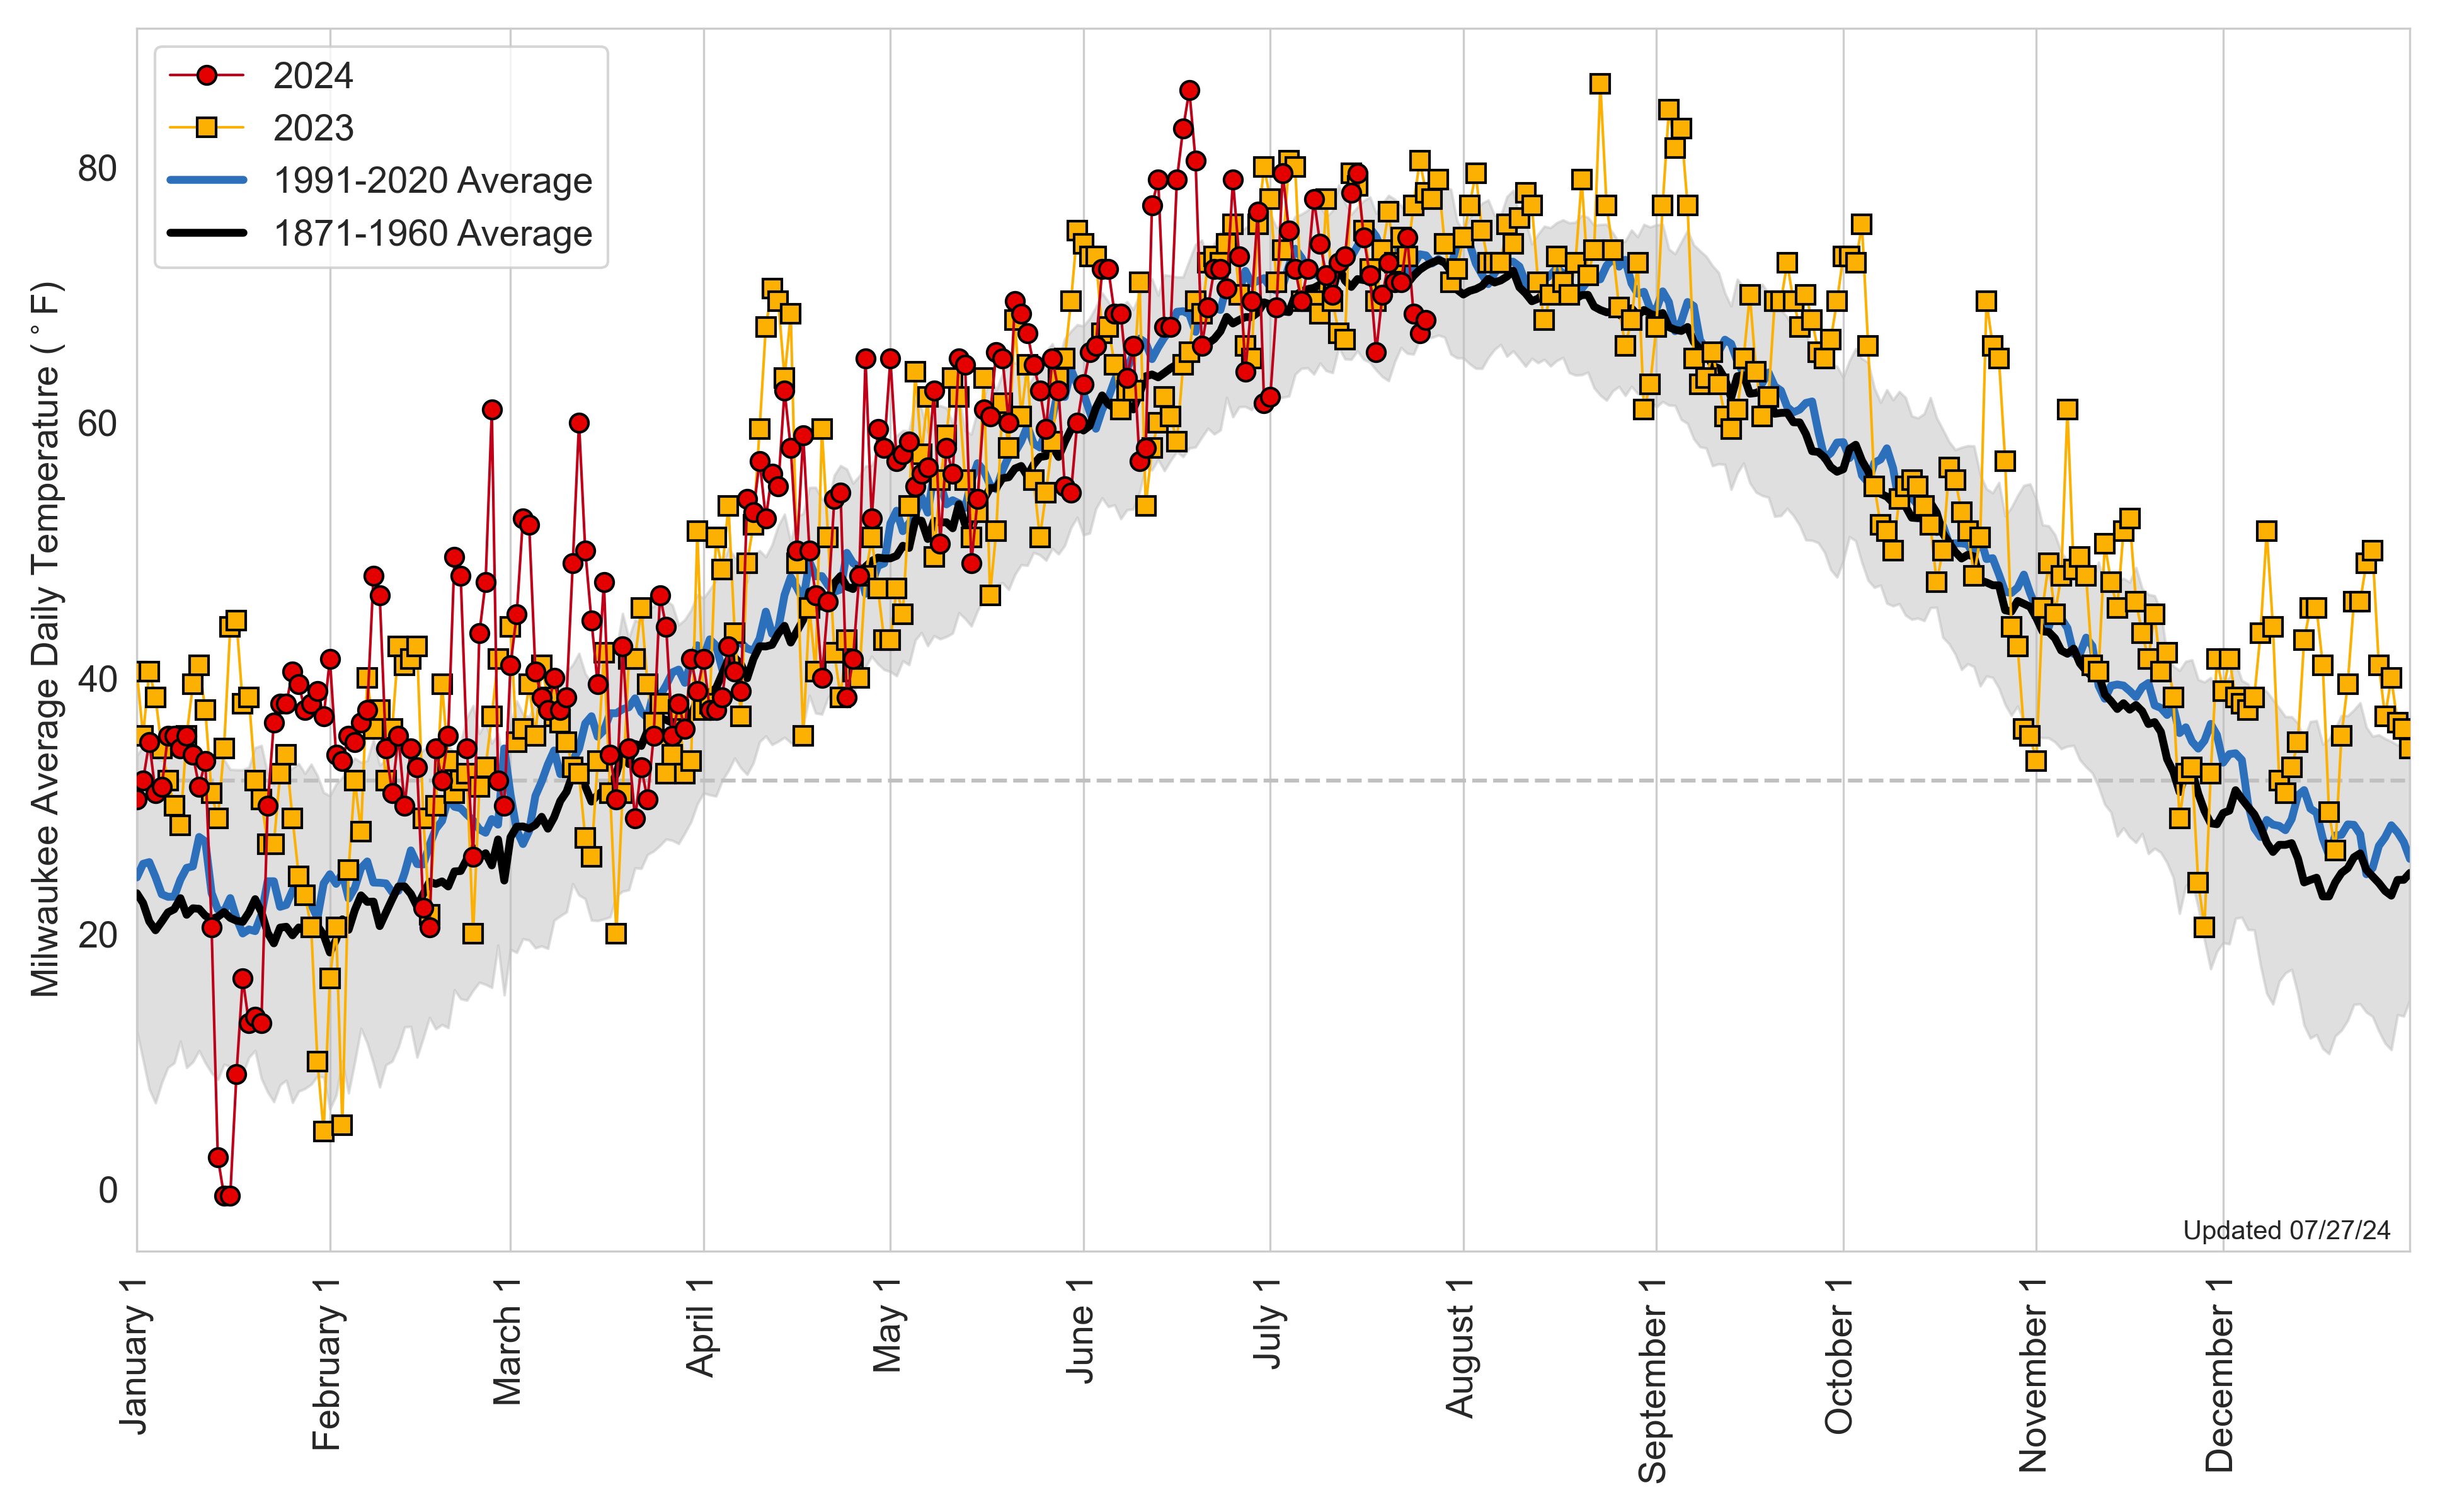 2024
2023
1991-2020 Average
1871-1960 Average
Milwaukee Average Daily Temperature (°F)
80
60
40
20
0
Updated 07/27/24
January 1
February 1
March 1
April 1
May 1
June 1
July 1
August 1
September 1
October 1
November 1
December 1